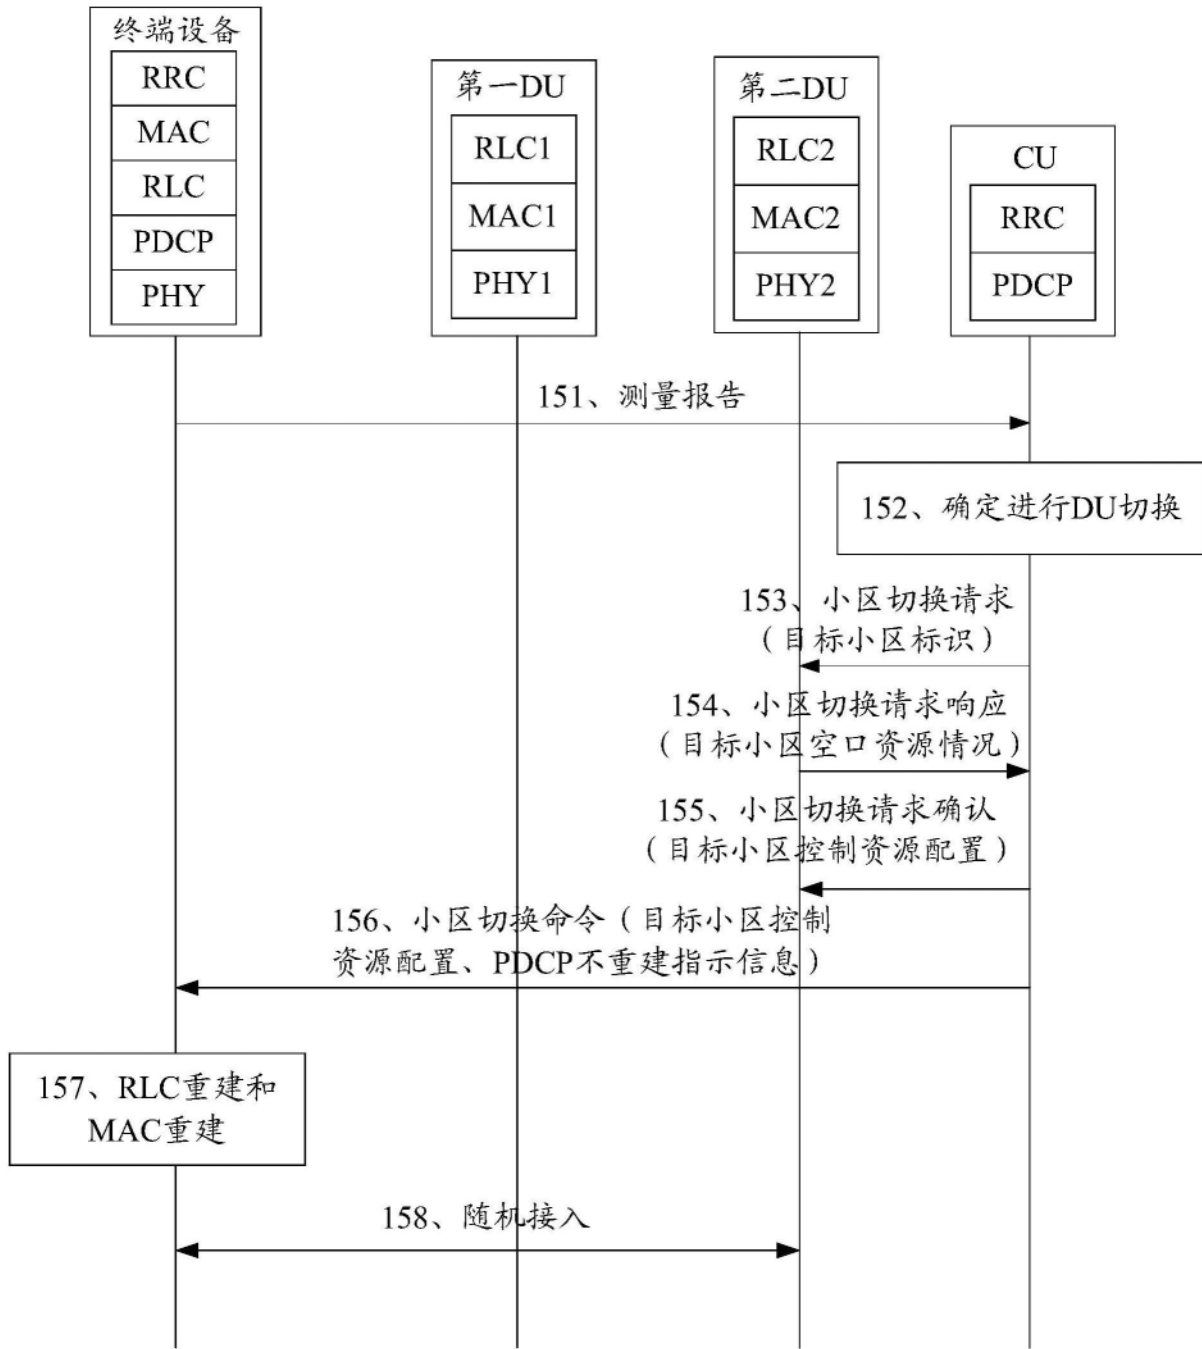 终端设备
RRC
MAC
RLC
PDCP
PHY
第一DU
RLC1
MAC1
PHY1
第二DU
RLC2
MAC2
PHY2
CU
RRC
PDCP
151、测量报告
152、确定进行DU切换
153、小区切换请求
（目标小区标识）
154、小区切换请求响应
（目标小区空口资源情况）
155、小区切换请求确认
（目标小区控制资源配置）
156、小区切换命令（目标小区控制
资源配置、PDCP不重建指示信息）
157、RLC重建和
MAC重建
158、随机接入